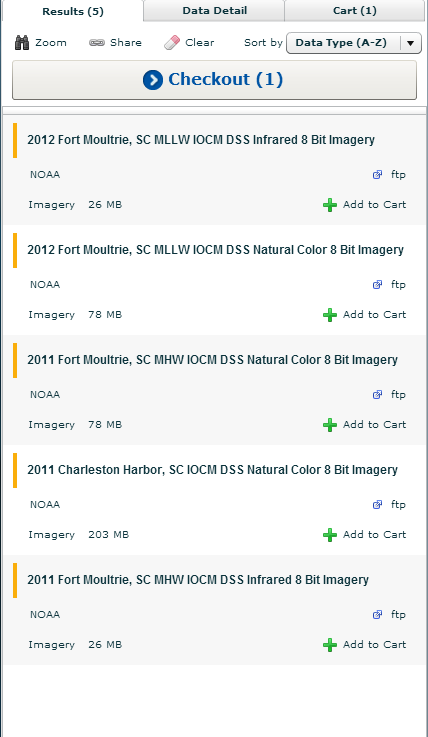 Results (5) Data Detail Cart (1)
Zoom Share Clear Sort by Data Type (A-Z)
Checkout (1)
2012 Fort Moultrie, SC MLLW IOCM DSS Infrared 8 Bit Imagery
NOAA ftp
Imagery 26 MB Add to Cart
2012 Fort Moultrie, SC MLLW IOCM DSS Natural Color 8 Bit Imagery
NOAA ftp
Imagery 78 MB Add to Cart
2011 Fort Moultrie, SC MHW IOCM DSS Natural Color 8 Bit Imagery
NOAA ftp
Imagery 78 MB Add to Cart
2011 Charleston Harbor, SC IOCM DSS Natural Color 8 Bit Imagery
NOAA ftp
Imagery 203 MB Add to Cart
2011 Fort Moultrie, SC MHW IOCM DSS Infrared 8 Bit Imagery
NOAA ftp
Imagery 26 MB Add to Cart